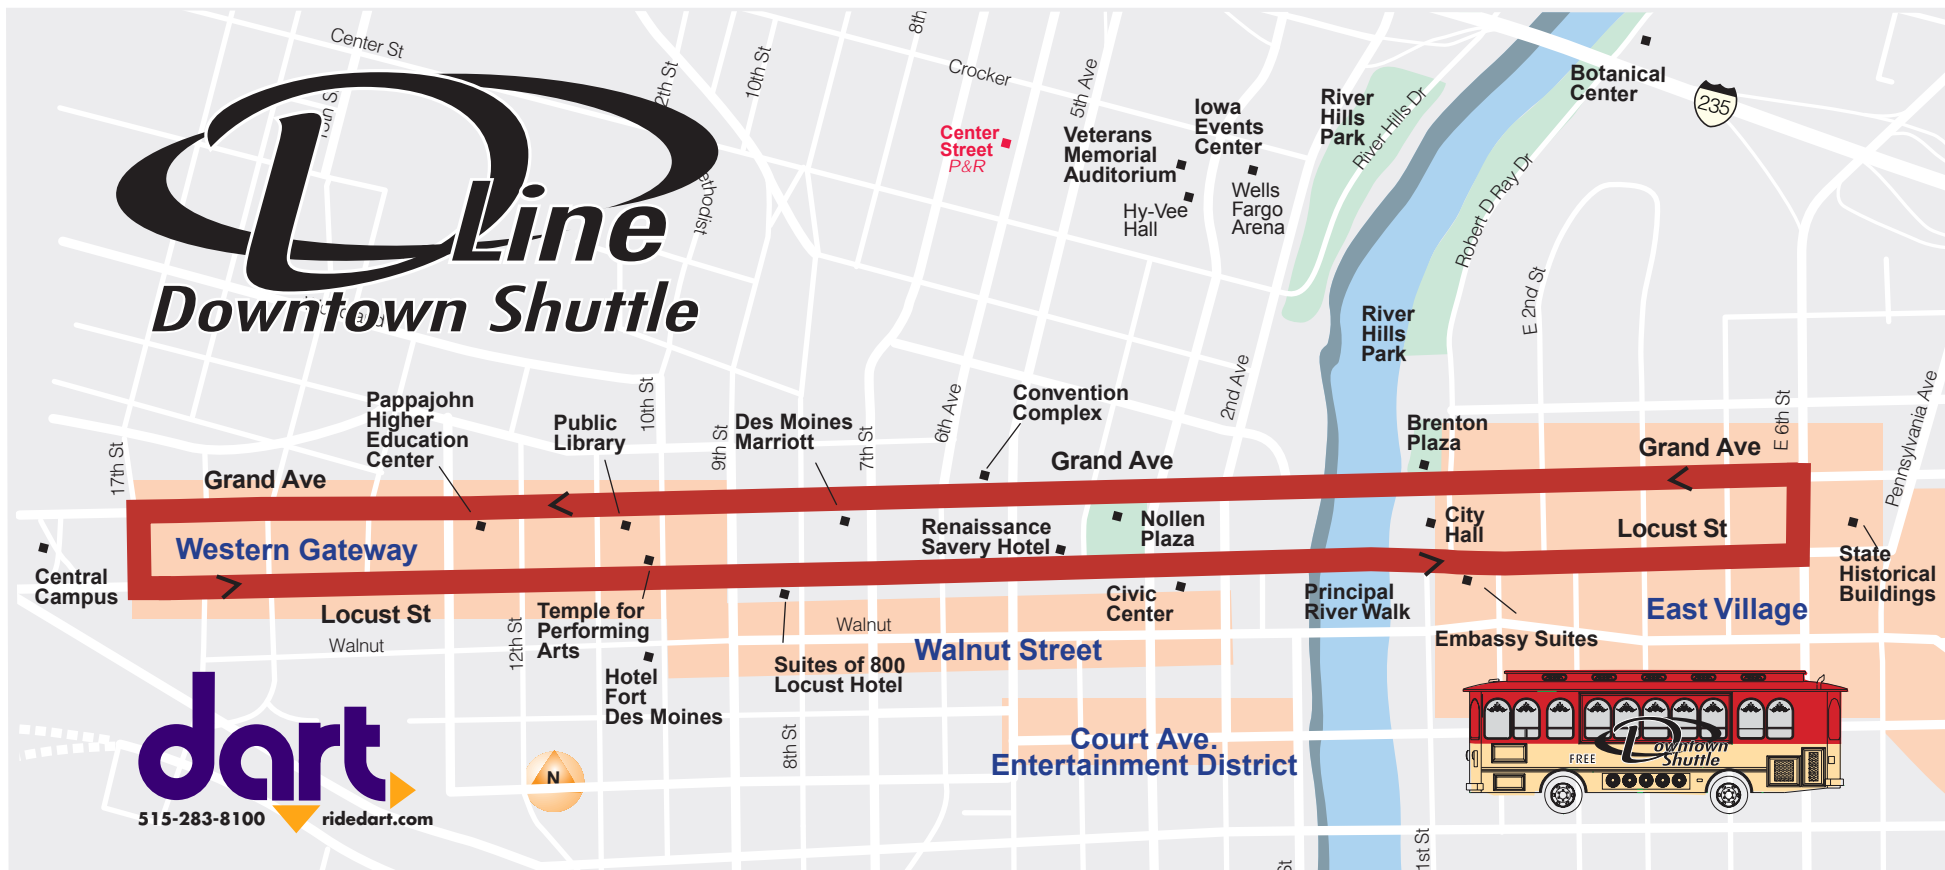 Center St
15th S
2th St
10th St
8th
Crocker
5th Ave
Center
Street
P&R
Veterans
Memorial
Auditorium
Hy-Vee
Hall
Iowa
Events
Center
Wells
Fargo
Arena
River
Hills
Park
River Hills Dr
Botanical
Center
235
Robert D Ray Dr
River
Hills
Park
E 2nd St
ethodist
D Line
Downtown Shuttle
2nd Ave
Convention
Complex
6th Ave
Pappajohn
Higher
Education
Center
Public
Library
10th St
Des Moines
Marriott
9th St
7th St
17th St
Grand Ave
Grand Ave
Brenton
Plaza
Grand Ave
E 6th St
Pennsylvania Ave
Renaissance
Savery Hotel
Nollen
Plaza
City
Hall
Locust St
Western Gateway
Central
Campus
State
Historical
Buildings
Locust St
Walnut
12th St
Temple for
Performing
Arts
Hotel
Fort
Des Moines
Suites of 800
Locust Hotel
Walnut
Walnut Street
Civic
Center
Principal
River Walk
East Village
Embassy Suites
8th St
Court Ave.
Entertainment District
N
dart
515-283-8100
ridedart.com
FREE
Downtown
Shuttle
St
1st St